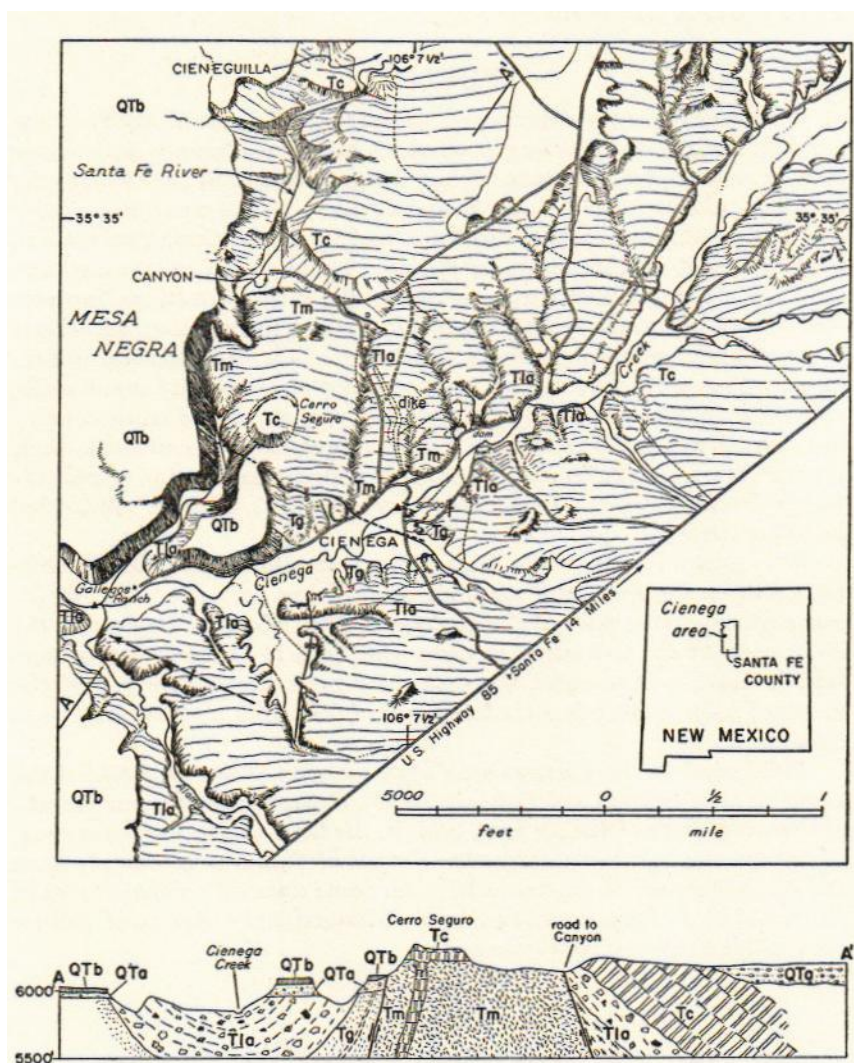 CIENEGUILLA
106° 7½'
A'
Tc
QTb
Santa Fe River
35° 35'
35° 35'
Tc
CANYON
Tm
MESA
NEGRA
Tm
Tla
Tla
Creek
Tc
dike
Cerro
Seguro
Tc
dam
Tla
QTb
Tm
Tla
Tm
QTb
Tg
Tg
CIENEGA
Tla
Cienega
Tg
Gallegos
Ranch
Tla
Tla
Tla
A
106° 7½'
U.S. Highway 85
Santa Fe 14 Miles
Cienega
area
SANTA FE
COUNTY
NEW MEXICO
QTb
Tla
5000
0
½
1
feet
mile
Cerro Seguro
Tc
road to
Canyon
A'
Cienega
Creek
QTb
QTb
A
QTb
QTa
QTa
QTg
6000
Tm
Tm
Tc
Tla
Tg
Tla
5500